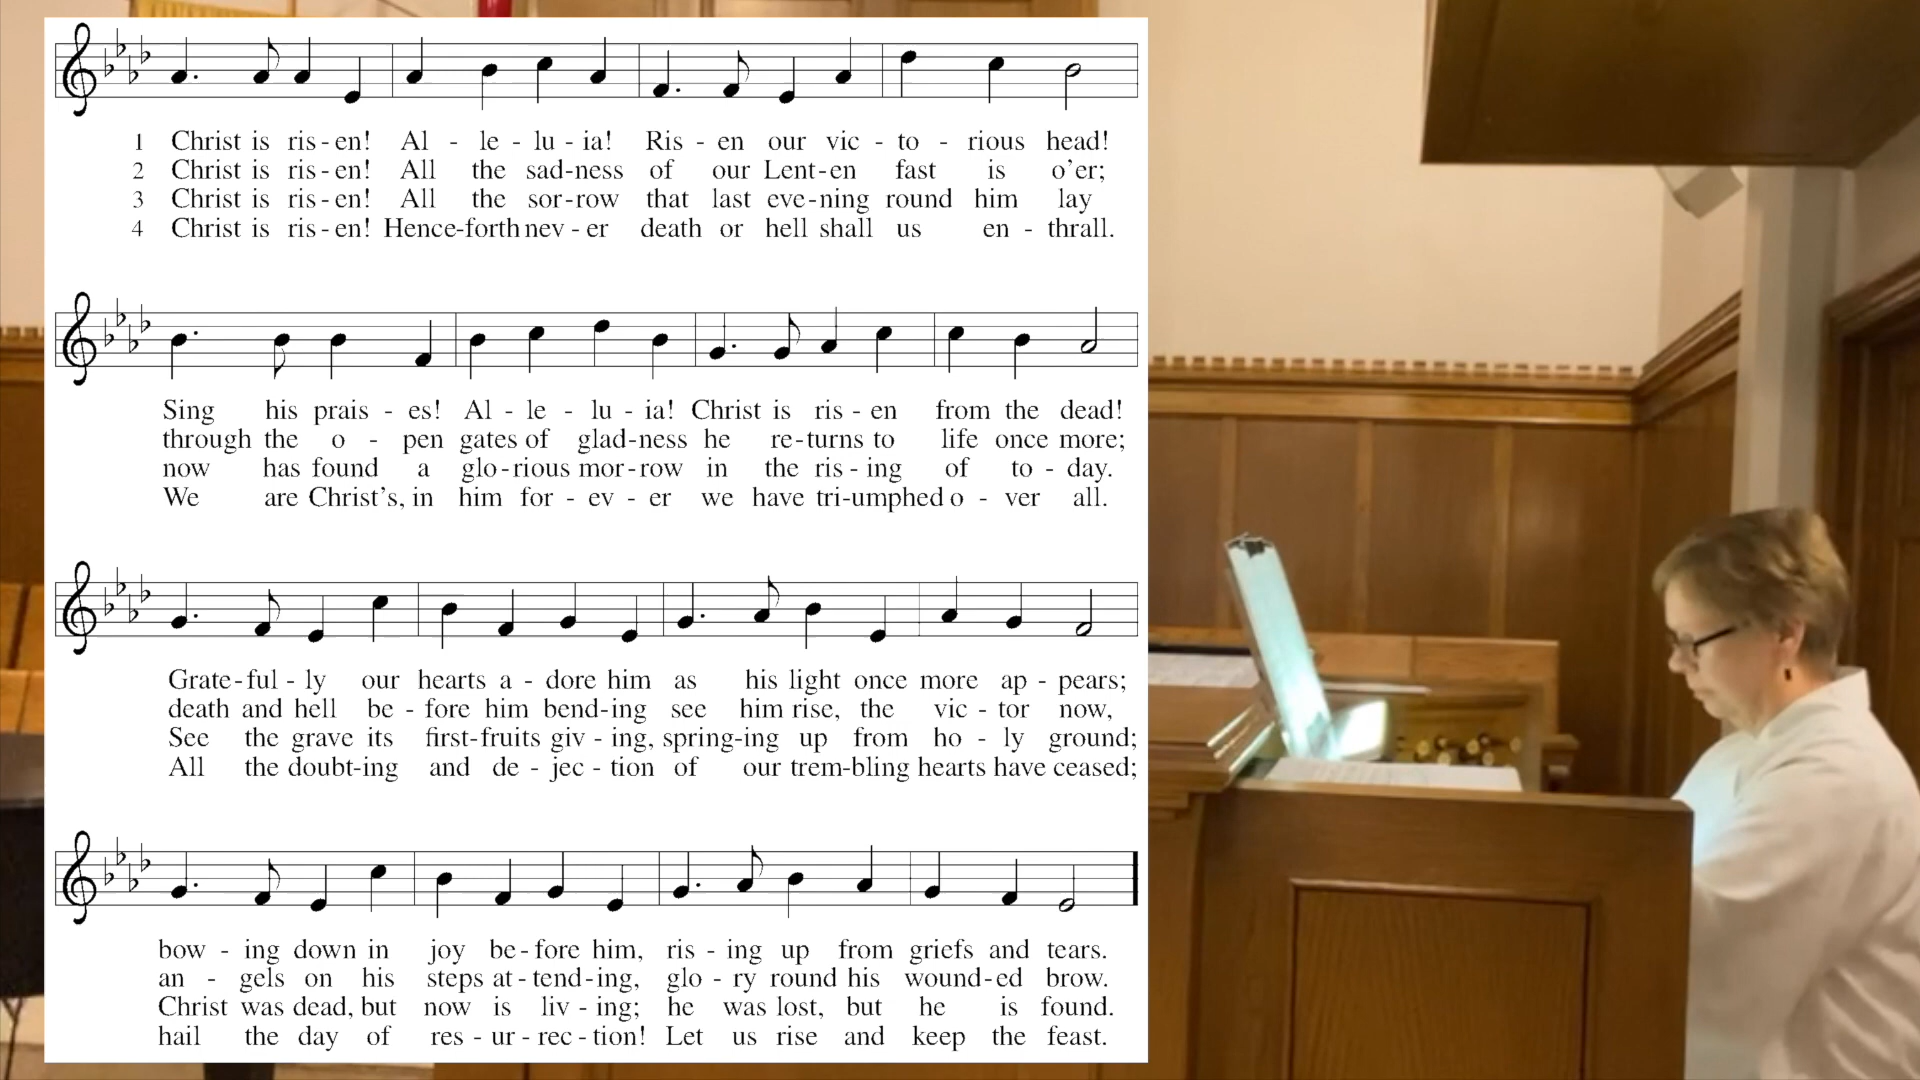 1 Christ is ris - en! Al - le - lu - ia! Ris - en our vic - to - rious head!
2 Christ is ris - en! All the sad-ness of our Lent-en fast is o'er;
3 Christ is ris - en! All the sor-row that last eve-ning round him lay
4 Christ is ris - en! Hence-forth nev - er death or hell shall us en - thrall.
Sing his prais - es! Al - le - lu - ia! Christ is ris - en from the dead!
through the o - pen gates of glad-ness he re-turns to life once more;
now has found a glo-rious mor-row in the ris - ing of to - day.
We are Christ's, in him for - ev - er we have tri-umphed o - ver all.
Grate-ful - ly our hearts a - dore him as his light once more ap - pears;
death and hell be - fore him bend-ing see him rise, the vic - tor now,
See the grave its first-fruits giv - ing, spring-ing up from ho - ly ground;
All the doubt-ing and de - jec - tion of our trem-bling hearts have ceased;
bow - ing down in joy be - fore him, ris - ing up from griefs and tears.
an - gels on his steps at - tend-ing, glo - ry round his wound-ed brow.
Christ was dead, but now is liv - ing; he was lost, but he is found.
hail the day of res - ur - rec - tion! Let us rise and keep the feast.